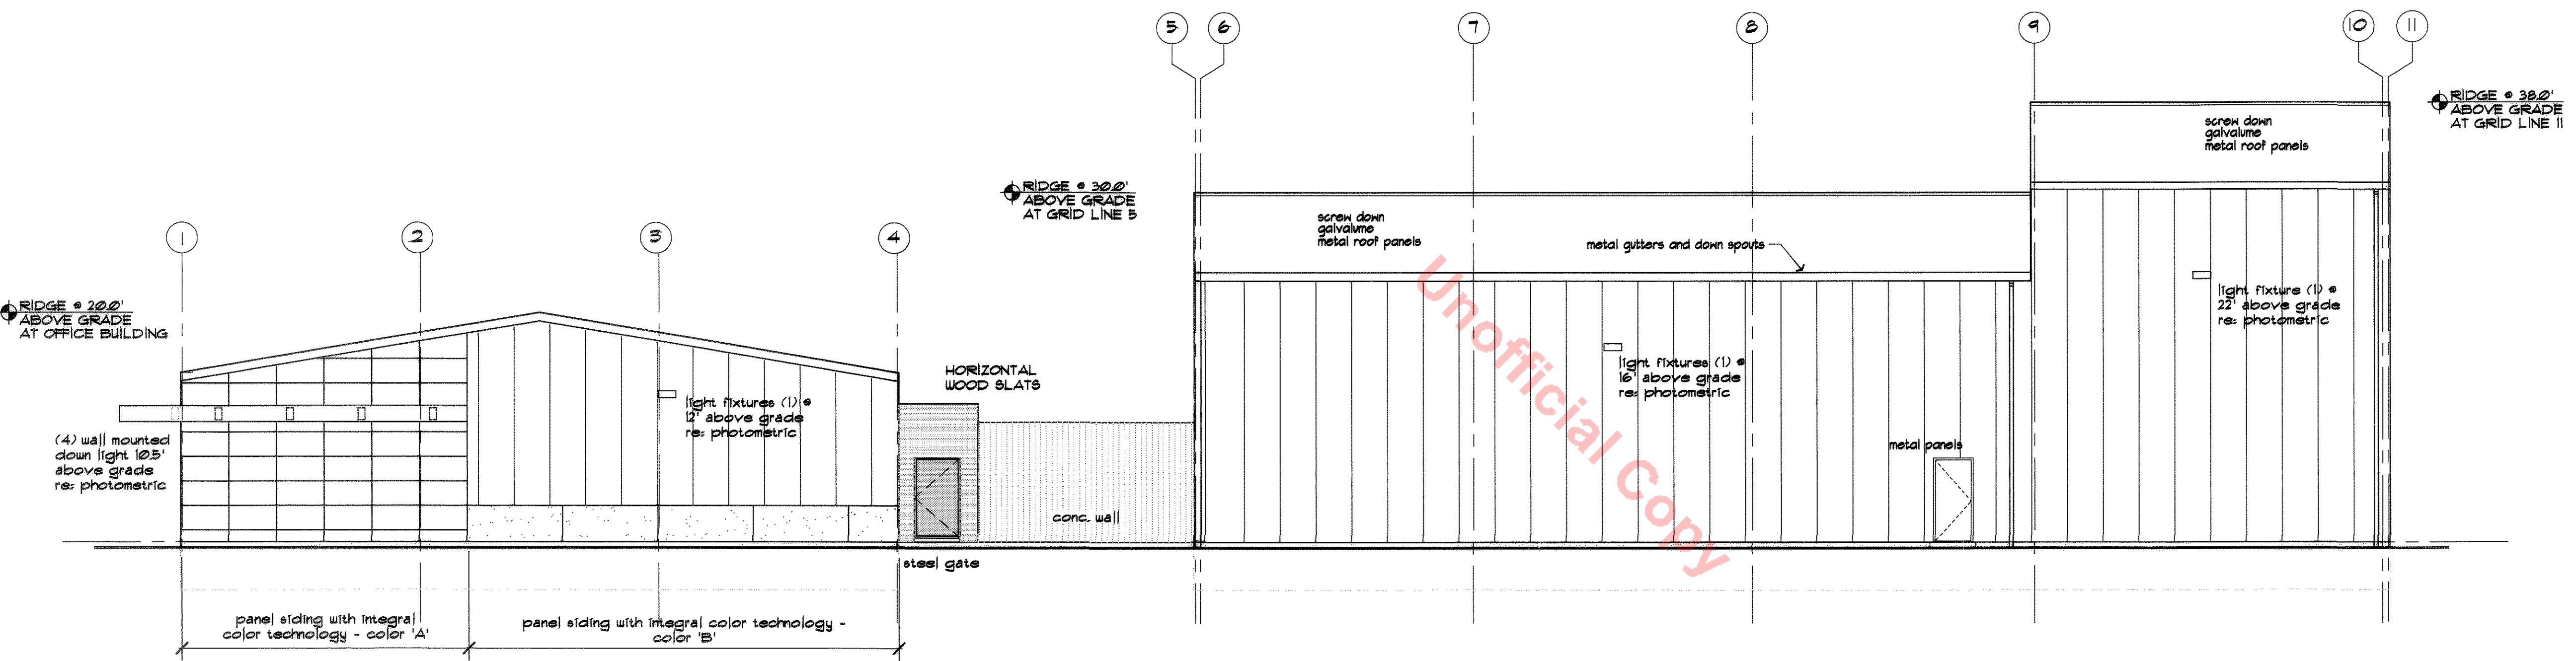 5
6
7
8
9
10
11
RIDGE @ 38.0'
ABOVE GRADE
AT GRID LINE 11
screw down
galvalume
metal roof panels
RIDGE @ 30.0'
ABOVE GRADE
AT GRID LINE 5
screw down
galvalume
metal roof panels
metal gutters and down spouts
1
2
3
4
light fixture (1) @
22' above grade
re: photometric
RIDGE @ 20.0'
ABOVE GRADE
AT OFFICE BUILDING
light fixtures (1) @
16' above grade
re: photometric
HORIZONTAL
WOOD SLATS
light fixtures (1) @
12' above grade
re: photometric
(4) wall mounted
down light 10.5'
above grade
re: photometric
metal panels
conc. wall
steel gate
panel siding with integral
color technology - color 'A'
panel siding with integral color technology -
color 'B'
Unofficial Copy